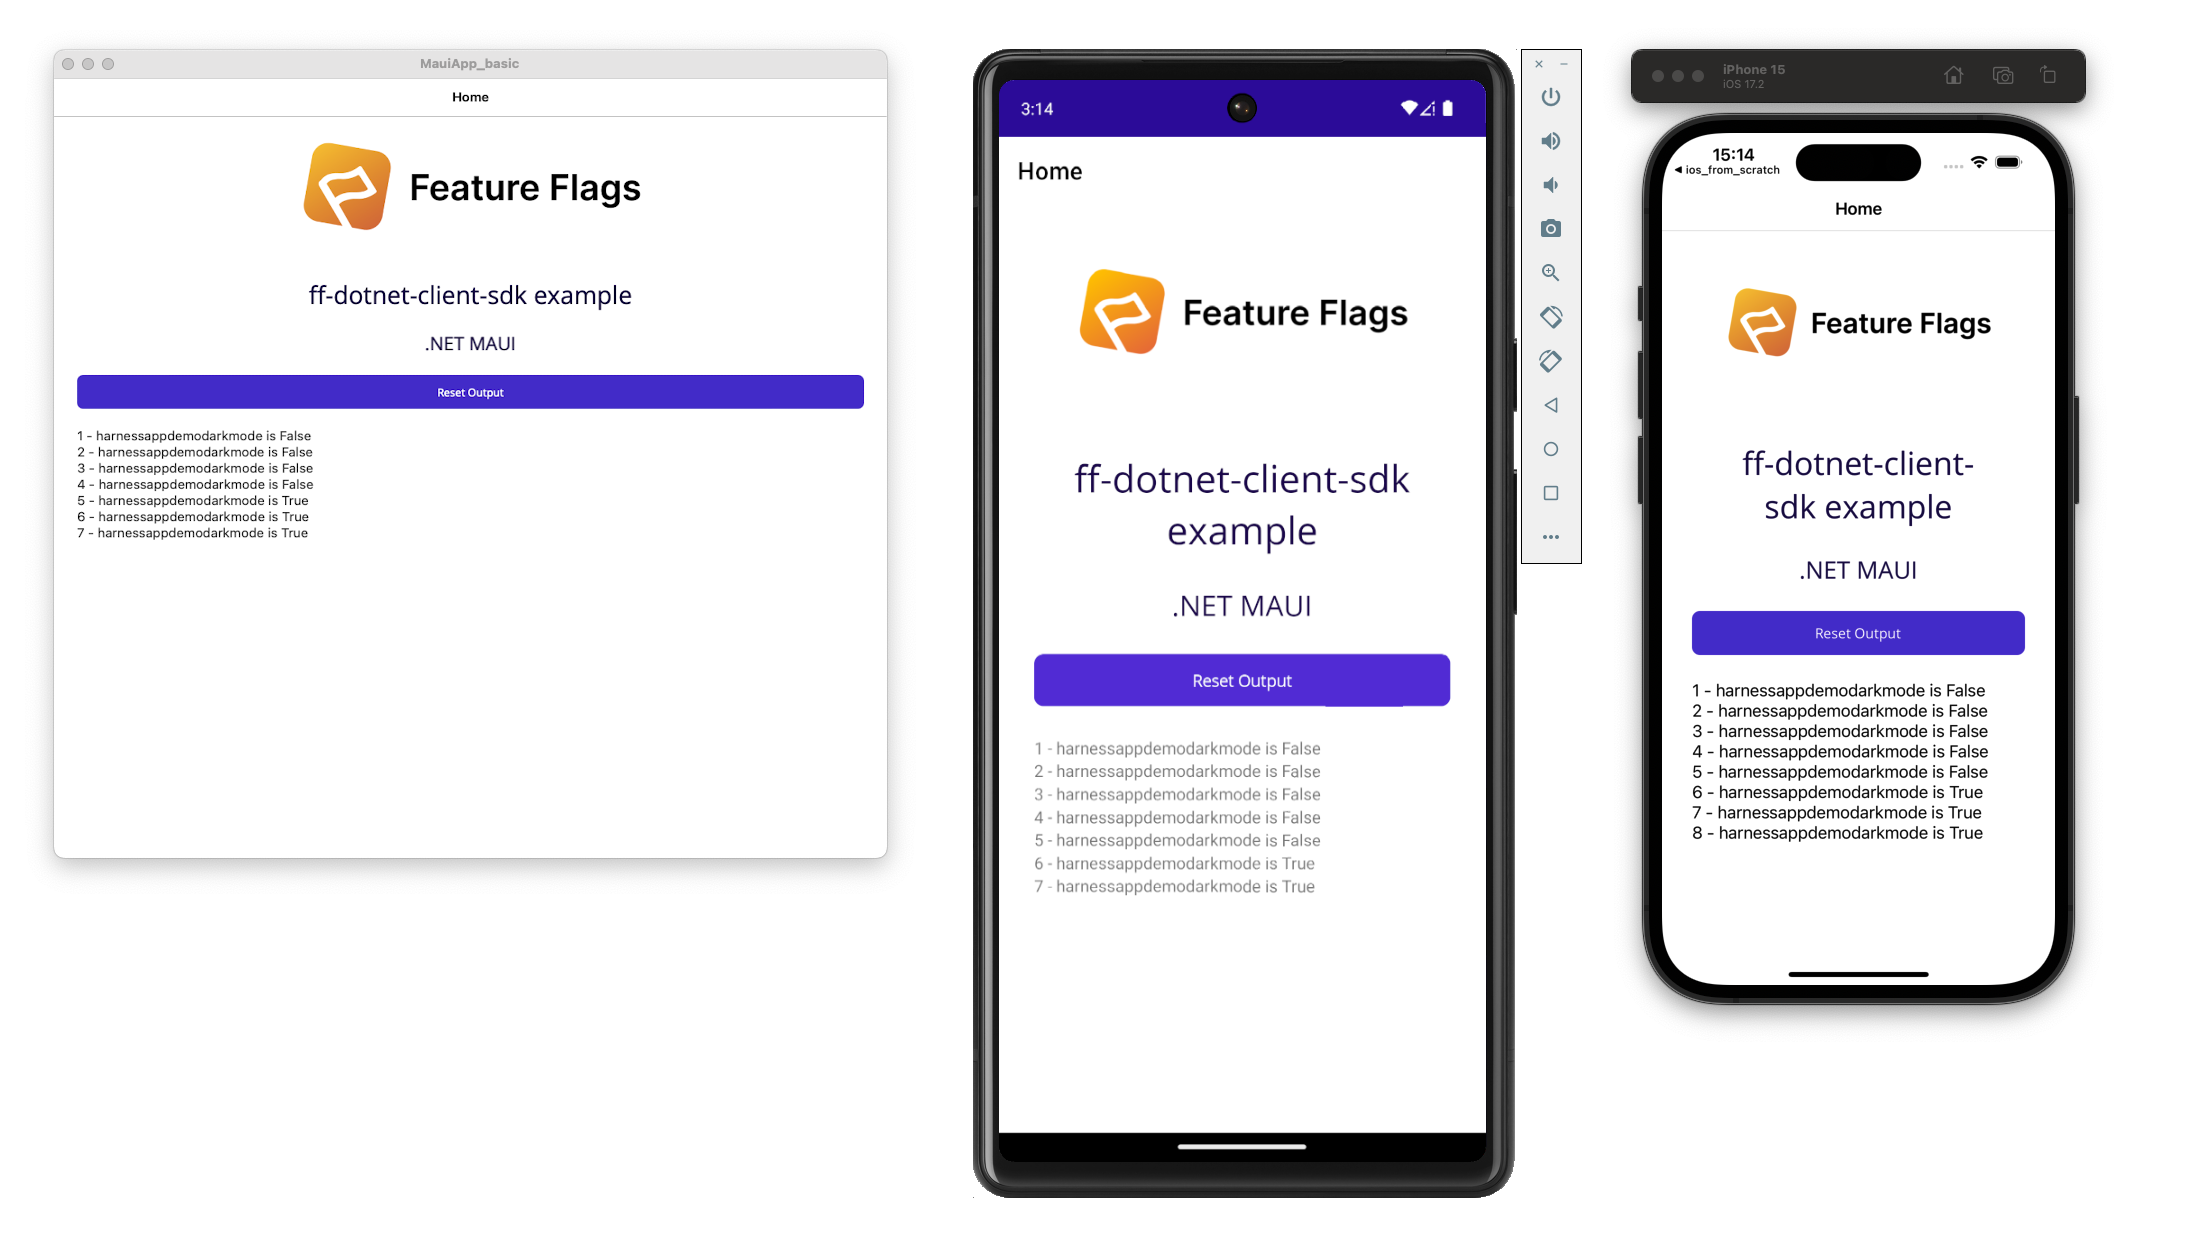 MauiApp_basic
Home
Feature Flags
ff-dotnet-client-sdk example
.NET MAUI
Reset Output
1 - harnessappdemodarkmode is False
2 - harnessappdemodarkmode is False
3 - harnessappdemodarkmode is False
4 - harnessappdemodarkmode is False
5 - harnessappdemodarkmode is True
6 - harnessappdemodarkmode is True
7 - harnessappdemodarkmode is True
3:14
Home
Feature Flags
ff-dotnet-client-sdk
example
.NET MAUI
Reset Output
1 - harnessappdemodarkmode is False
2 - harnessappdemodarkmode is False
3 - harnessappdemodarkmode is False
4 - harnessappdemodarkmode is False
5 - harnessappdemodarkmode is False
6 - harnessappdemodarkmode is True
7 - harnessappdemodarkmode is True
iPhone 15
iOS 17.2
15:14
ios_from_scratch
Home
Feature Flags
ff-dotnet-client-
sdk example
.NET MAUI
Reset Output
1 - harnessappdemodarkmode is False
2 - harnessappdemodarkmode is False
3 - harnessappdemodarkmode is False
4 - harnessappdemodarkmode is False
5 - harnessappdemodarkmode is False
6 - harnessappdemodarkmode is True
7 - harnessappdemodarkmode is True
8 - harnessappdemodarkmode is True